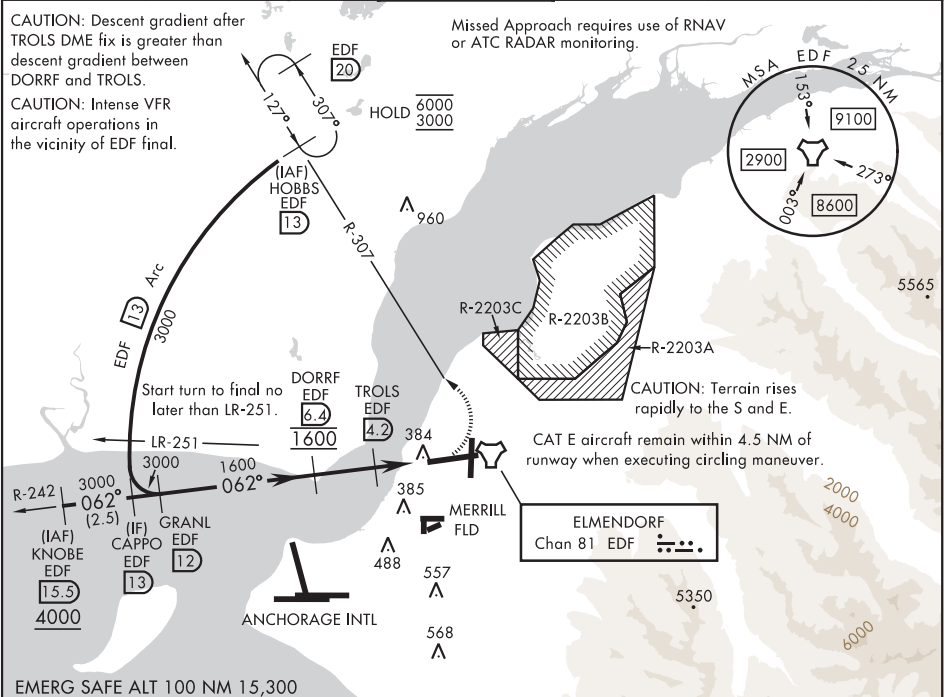 CAUTION: Descent gradient after
TROLS DME fix is greater than
descent gradient between
DORRF and TROLS.
CAUTION: Intense VFR
aircraft operations in
the vicinity of EDF final.
Missed Approach requires use of RNAV
or ATC RADAR monitoring.
EDF
20
127°
307°
HOLD
6000
3000
(IAF)
HOBBS
EDF
13
MSA EDF 25 NM
153°
9100
2900
273°
003°
8600
960
R-307
5565
EDF 13 Arc
3000
R-2203C
R-2203B
R-2203A
Start turn to final no
later than LR-251.
DORRF
EDF
6.4
1600
TROLS
EDF
4.2
CAUTION: Terrain rises
rapidly to the S and E.
LR-251
384
CAT E aircraft remain within 4.5 NM of
runway when executing circling maneuver.
3000
1600
062°
R-242
3000
062°
(2.5)
(IAF)
KNOBE
EDF
15.5
4000
(IF)
CAPPO
EDF
13
GRANL
EDF
12
385
MERRILL
FLD
488
ELMENDORF
Chan 81 EDF
2000
4000
557
ANCHORAGE INTL
5350
568
6000
EMERG SAFE ALT 100 NM 15,300